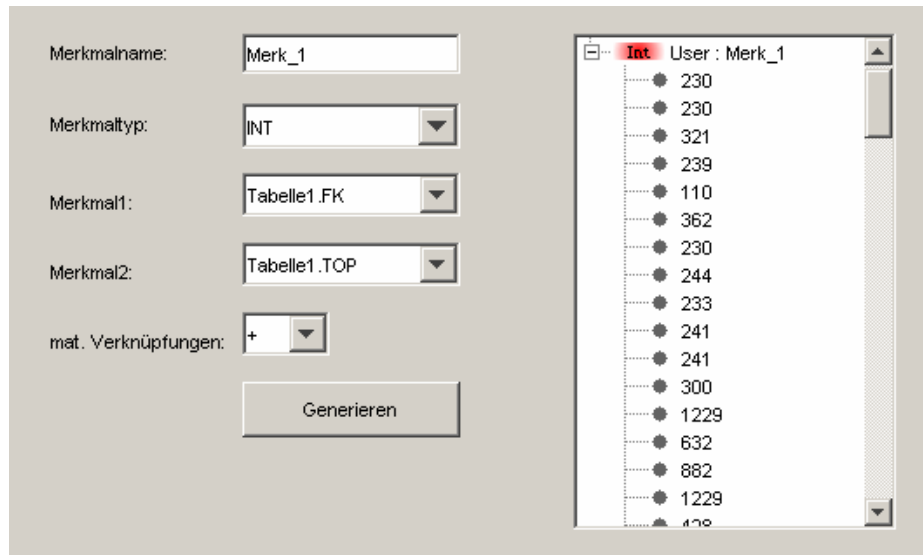 Merkmalname:
Merk_1
Merkmaltyp:
INT
Merkmal1:
Tabelle1.FK
Merkmal2:
Tabelle1.TOP
mat. Verknüpfungen:
+
Generieren
Int User : Merk_1
230
230
321
239
110
362
230
244
233
241
241
300
1229
632
882
1229